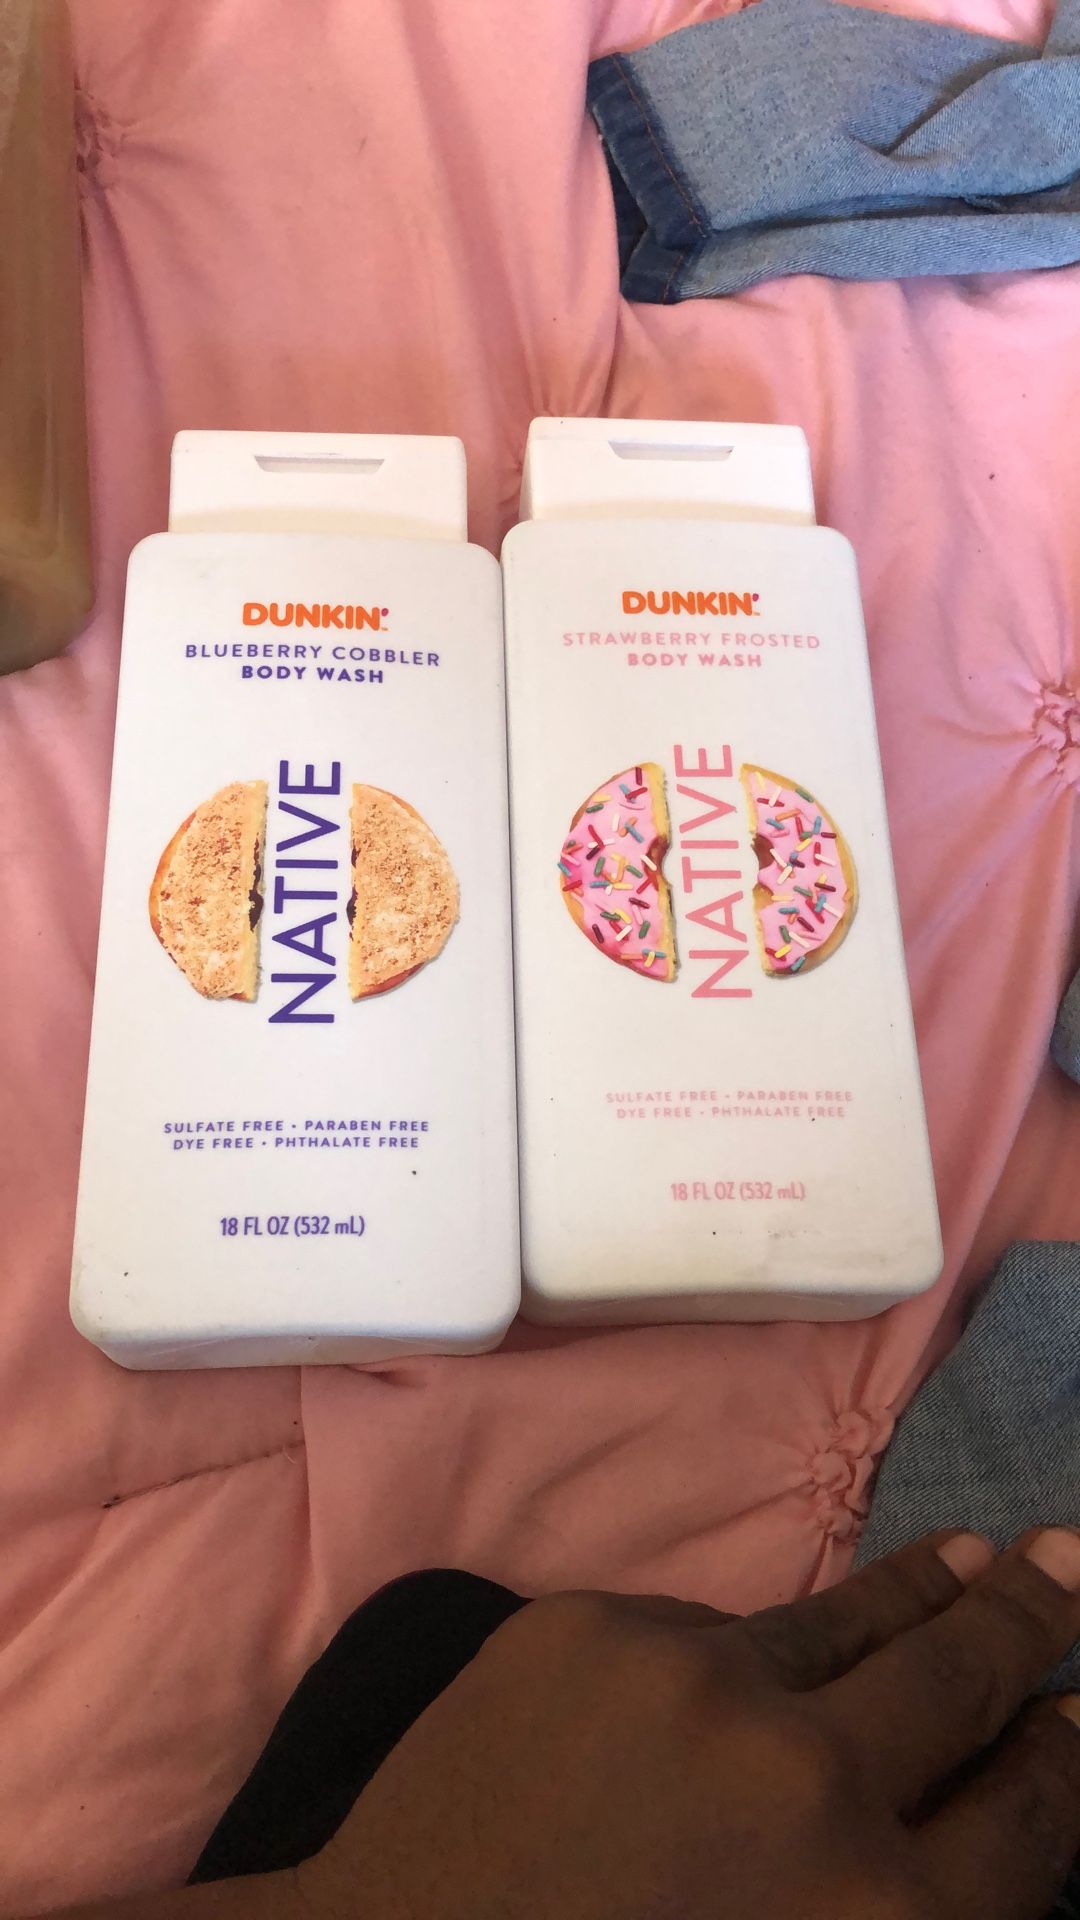 DUNKIN'
BLUEBERRY COBBLER
BODY WASH
NATIVE
SULFATE FREE • PARABEN FREE
DYE FREE • PHTHALATE FREE
18 FL OZ (532 mL)
DUNKIN'
STRAWBERRY FROSTED
BODY WASH
NATIVE
SULFATE FREE • PARABEN FREE
DYE FREE • PHTHALATE FREE
18 FL OZ (532 mL)